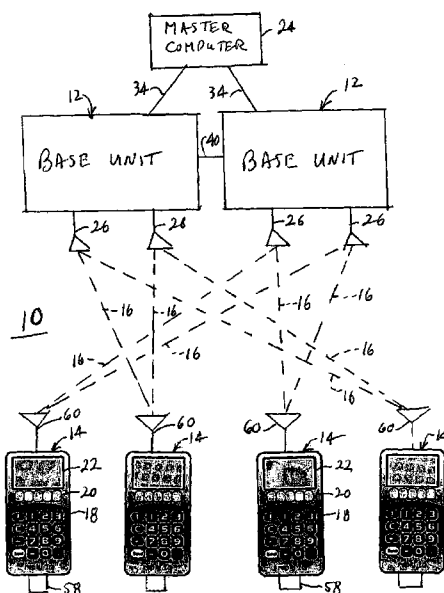 MASTER
COMPUTER
24
34 34
12 12
BASE UNIT
40
BASE UNIT
26 28 26 26
16 16 16 16
10
16 16 16 16
60 60 60 60
14 14 14 14
22 22
20 20
18 18
58 58